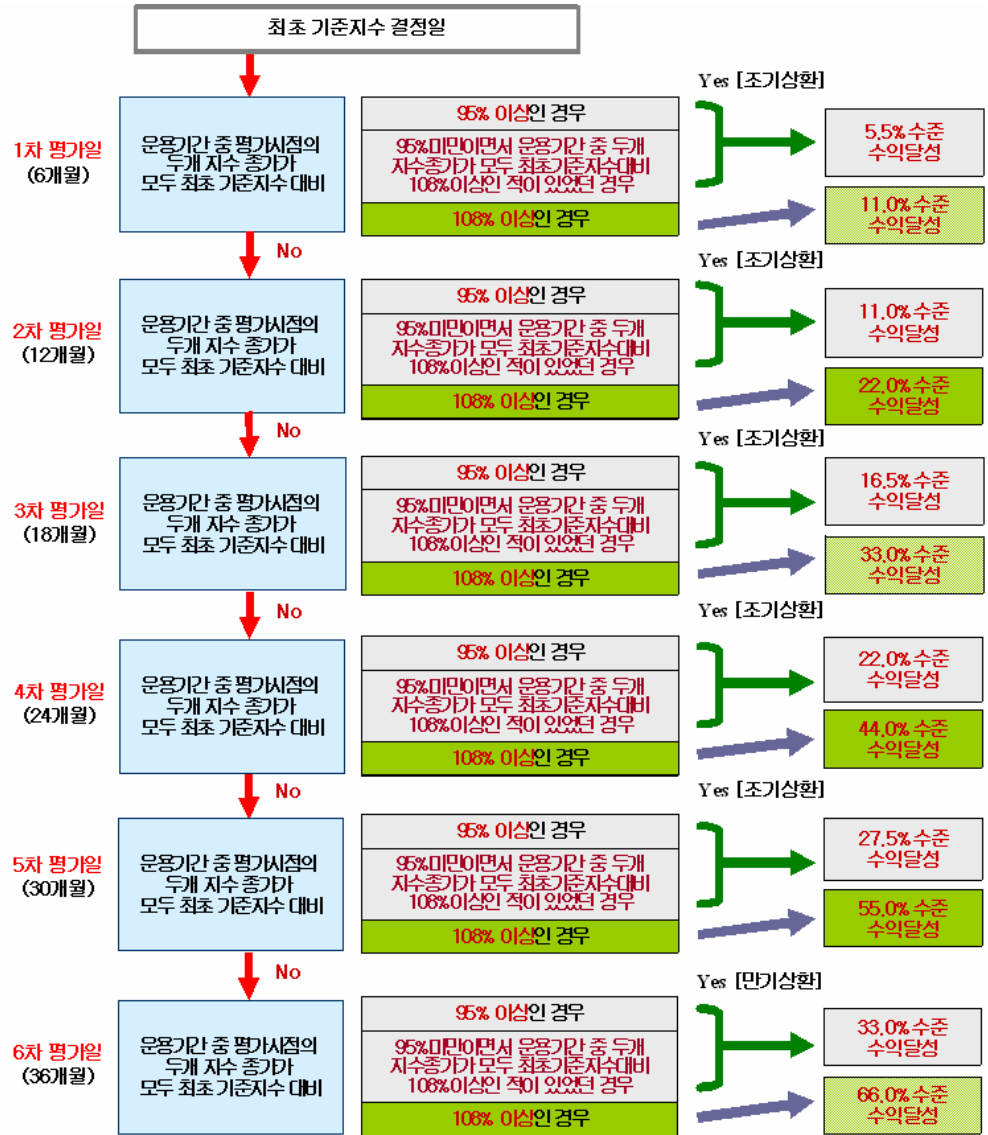 최초 기준지수 결정일
Yes [조기상환]
1차 평가일
(6개월)
운용기간 중 평가시점의
두개 지수 종가가
모두 최초 기준지수 대비
95% 이상인 경우
95%미만이면서 운용기간 중 두개
지수종가가 모두 최초기준지수대비
108%이상인 적이 있었던 경우
108% 이상인 경우
5.5% 수준
수익달성
11.0% 수준
수익달성
No
Yes [조기상환]
2차 평가일
(12개월)
운용기간 중 평가시점의
두개 지수 종가가
모두 최초 기준지수 대비
95% 이상인 경우
95%미만이면서 운용기간 중 두개
지수종가가 모두 최초기준지수대비
108%이상인 적이 있었던 경우
108% 이상인 경우
11.0% 수준
수익달성
22.0% 수준
수익달성
No
Yes [조기상환]
3차 평가일
(18개월)
운용기간 중 평가시점의
두개 지수 종가가
모두 최초 기준지수 대비
95% 이상인 경우
95%미만이면서 운용기간 중 두개
지수종가가 모두 최초기준지수대비
108%이상인 적이 있었던 경우
108% 이상인 경우
16.5% 수준
수익달성
33.0% 수준
수익달성
No
Yes [조기상환]
4차 평가일
(24개월)
운용기간 중 평가시점의
두개 지수 종가가
모두 최초 기준지수 대비
95% 이상인 경우
95%미만이면서 운용기간 중 두개
지수종가가 모두 최초기준지수대비
108%이상인 적이 있었던 경우
108% 이상인 경우
22.0% 수준
수익달성
44.0% 수준
수익달성
No
Yes [조기상환]
5차 평가일
(30개월)
운용기간 중 평가시점의
두개 지수 종가가
모두 최초 기준지수 대비
95% 이상인 경우
95%미만이면서 운용기간 중 두개
지수종가가 모두 최초기준지수대비
108%이상인 적이 있었던 경우
108% 이상인 경우
27.5% 수준
수익달성
55.0% 수준
수익달성
No
Yes [만기상환]
6차 평가일
(36개월)
운용기간 중 평가시점의
두개 지수 종가가
모두 최초 기준지수 대비
95% 이상인 경우
95%미만이면서 운용기간 중 두개
지수종가가 모두 최초기준지수대비
108%이상인 적이 있었던 경우
108% 이상인 경우
33.0% 수준
수익달성
66.0% 수준
수익달성